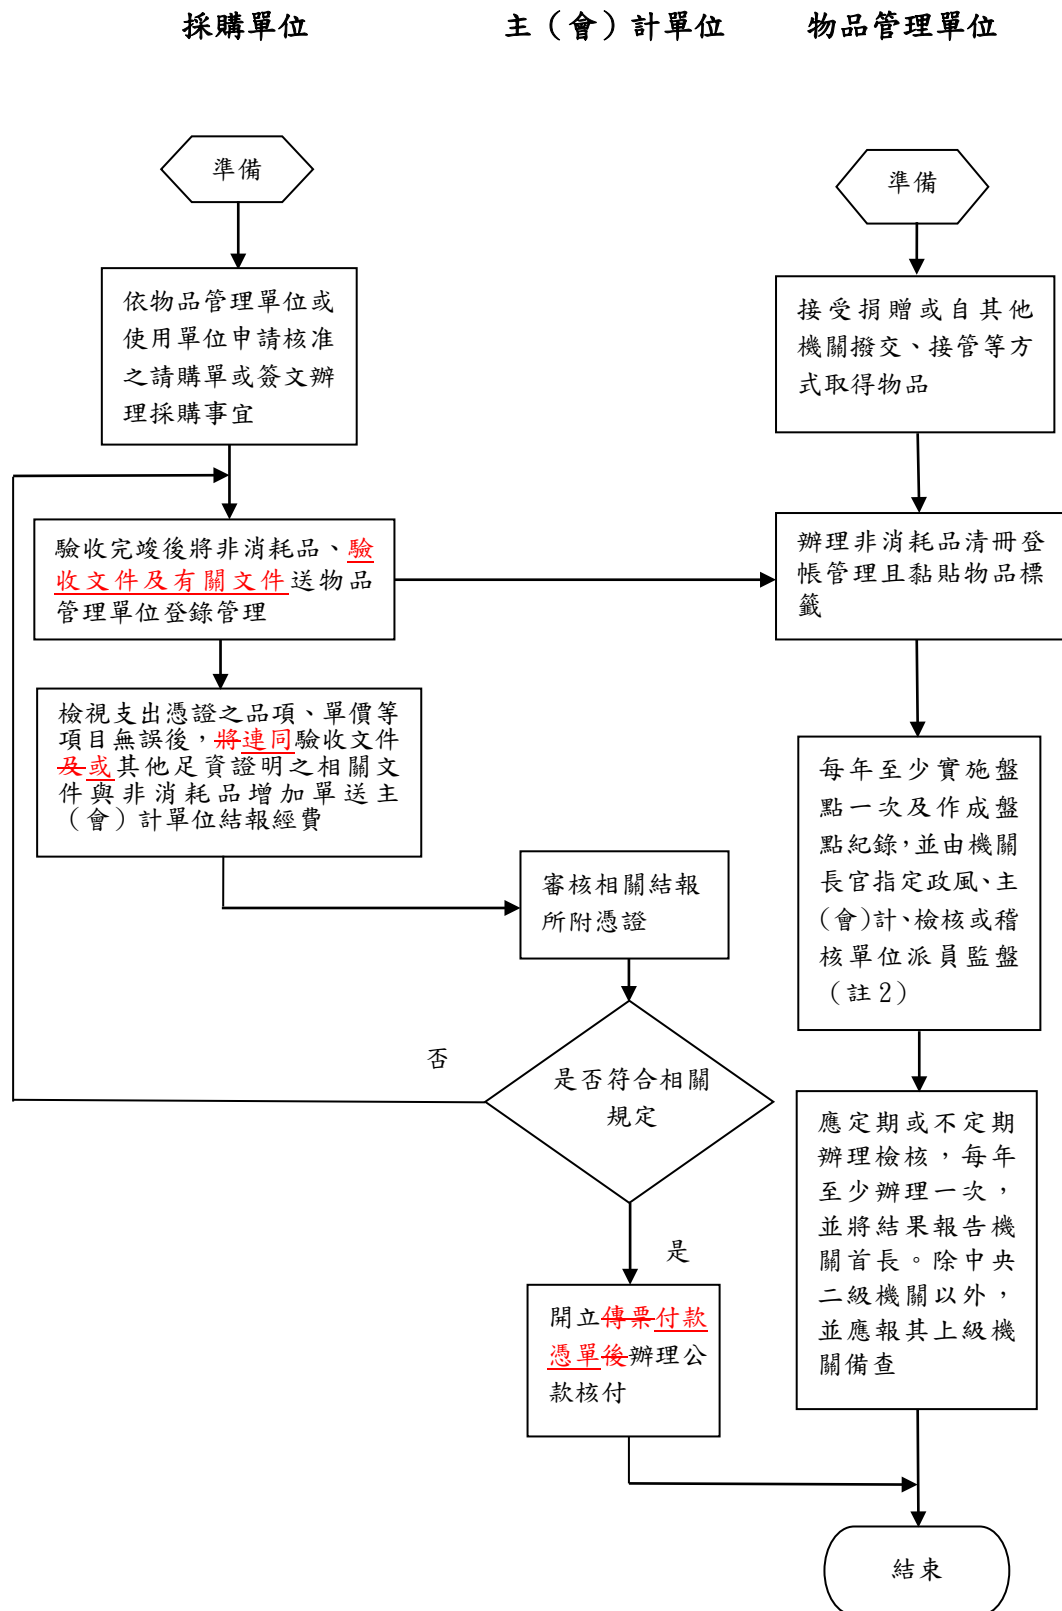 採購單位
主（會）計單位
物品管理單位
準備
準備
依物品管理單位或
使用單位申請核准
之請購單或簽文辦
理採購事宜
接受捐贈或自其他
機關撥交、接管等方
式取得物品
驗收完竣後將非消耗品、驗
收文件及有關文件送物品
管理單位登錄管理
辦理非消耗品清冊登
帳管理且黏貼物品標
籤
檢視支出憑證之品項、單價等
項目無誤後，將連同驗收文件
及或其他足資證明之相關文
件與非消耗品增加單送主
（會）計單位結報經費
每年至少實施盤
點一次及作成盤
點紀錄，並由機關
長官指定政風、主
（會）計、檢核或稽
核單位派員監盤
（註2）
審核相關結報
所附憑證
否
是否符合相關
規定
是
應定期或不定期
辦理檢核，每年
至少辦理一次，
並將結果報告機
關首長。除中央
二級機關以外，
並應報其上級機
關備查
開立傳票付款
憑單後辦理公
款核付
結束